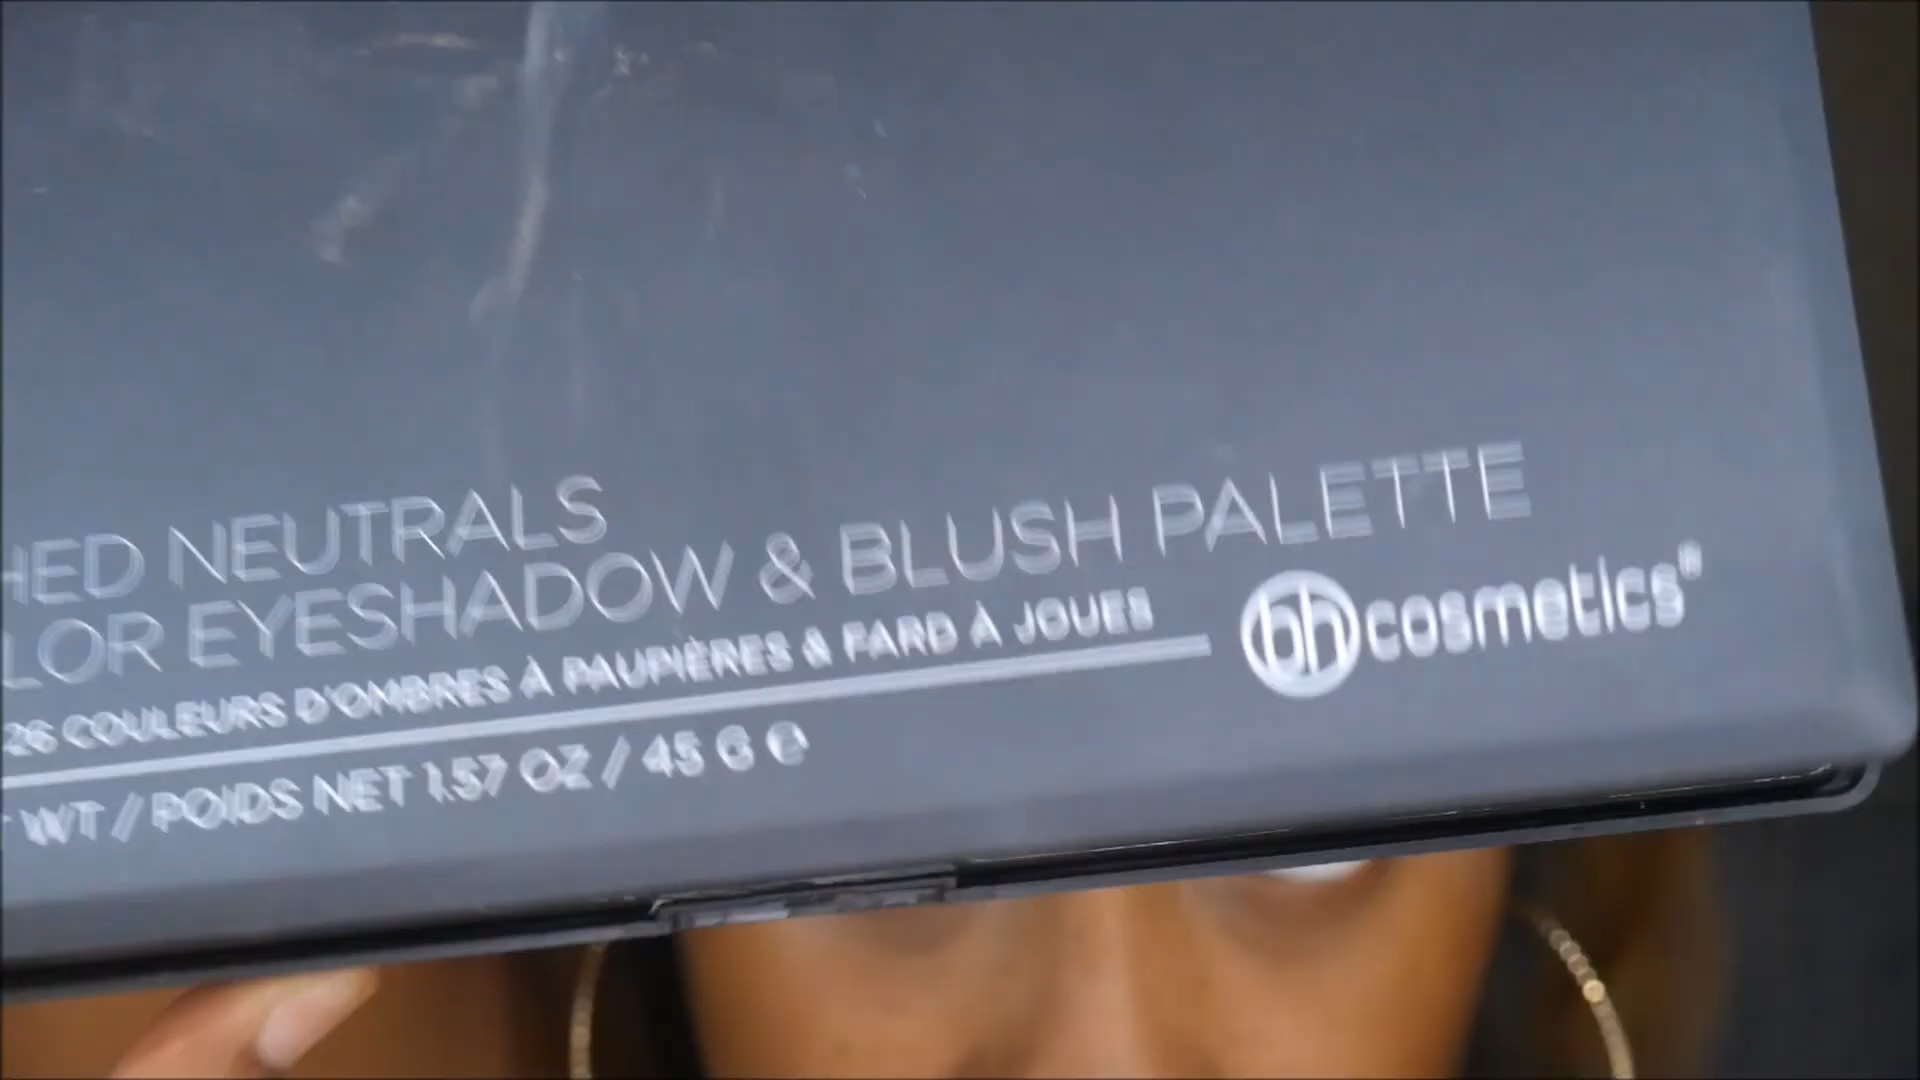 HED NEUTRALS
LOR EYESHADOW & BLUSH PALETTE
26 COULEURS D'OMBRES À PAUPIÈRES & FARD À JOUES
WT / POIDS NET 1.57 OZ / 45 G ℮
bh cosmetics®